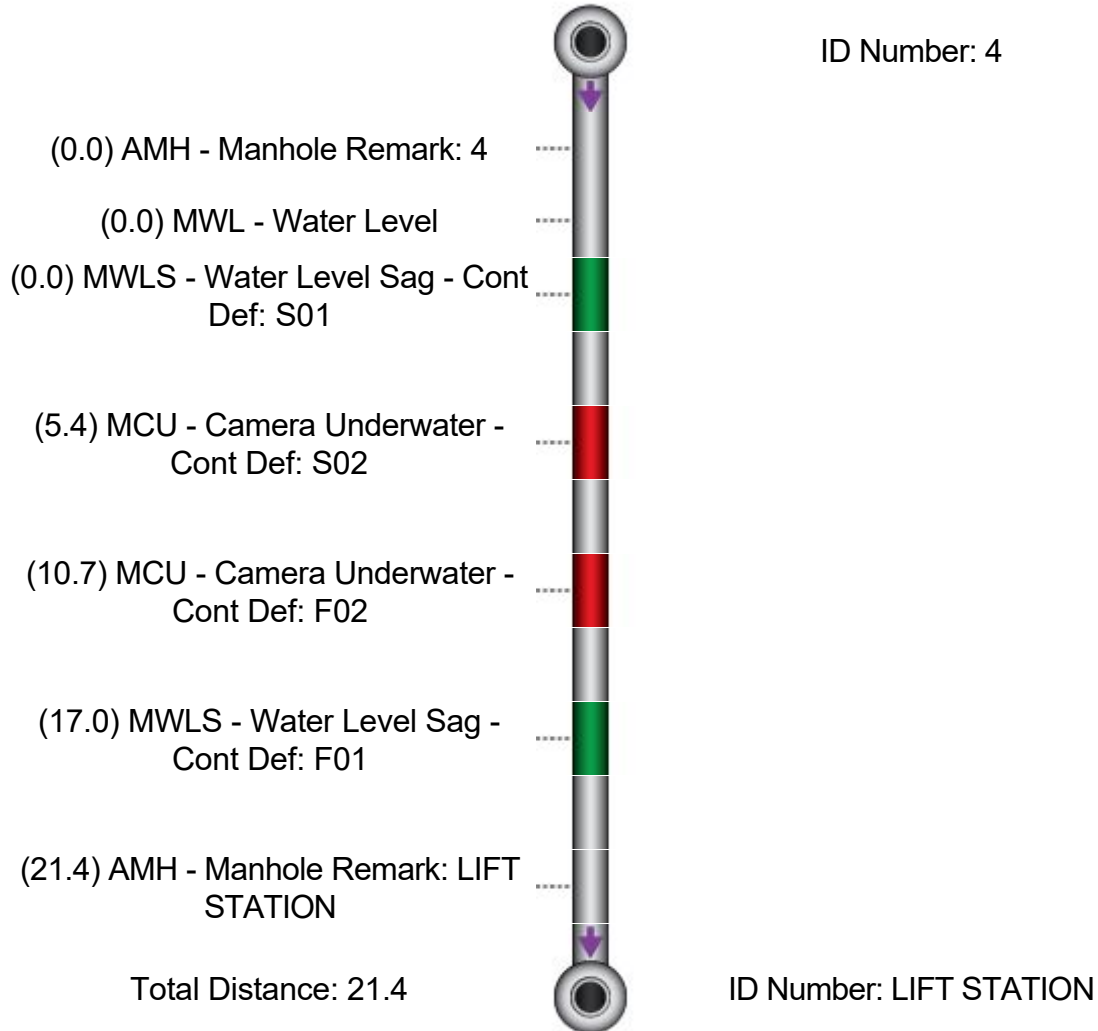 ID Number: 4
(0.0) AMH - Manhole Remark: 4
(0.0) MWL - Water Level
(0.0) MWLS - Water Level Sag - Cont
Def: S01
(5.4) MCU - Camera Underwater -
Cont Def: S02
(10.7) MCU - Camera Underwater -
Cont Def: F02
(17.0) MWLS - Water Level Sag -
Cont Def: F01
(21.4) AMH - Manhole Remark: LIFT
STATION
Total Distance: 21.4
ID Number: LIFT STATION